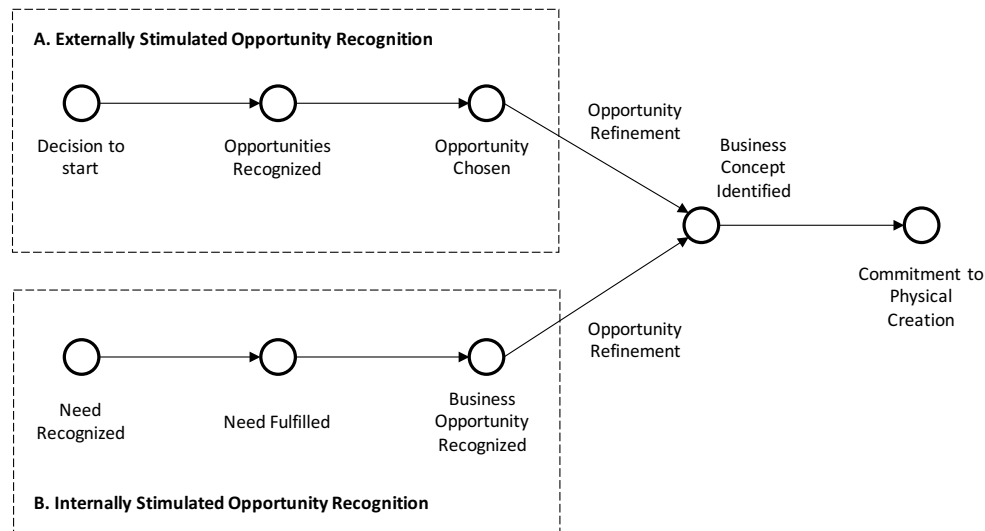 A. Externally Stimulated Opportunity Recognition
Decision to
start
Opportunities
Recognized
Opportunity
Chosen
Opportunity
Refinement
Business
Concept
Identified
Commitment to
Physical
Creation
Opportunity
Refinement
Need
Recognized
Need Fulfilled
Business
Opportunity
Recognized
B. Internally Stimulated Opportunity Recognition